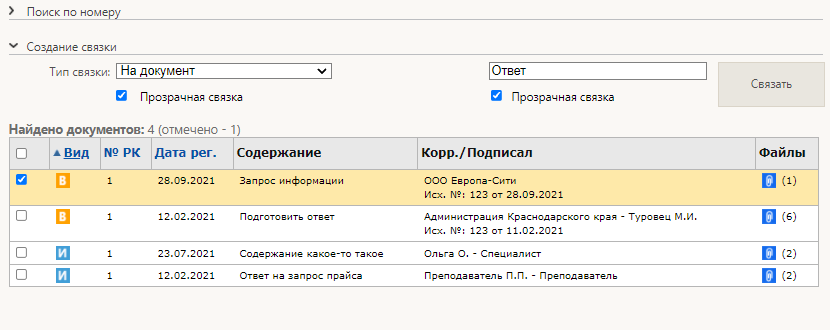 Поиск по номеру
Создание связки
Тип связки: На документ Ответ Связать
Прозрачная связка Прозрачная связка
Найдено документов: 4 (отмечено - 1)
Вид № РК Дата рег. Содержание Корр./Подписал Файлы
В 1 28.09.2021 Запрос информации ООО Европа-Сити (1)
Исх. №: 123 от 28.09.2021
В 1 12.02.2021 Подготовить ответ Администрация Краснодарского края - Туровец М.И. (6)
Исх. №: 123 от 11.02.2021
И 1 23.07.2021 Содержание какое-то такое Ольга О. - Специалист (2)
И 1 12.02.2021 Ответ на запрос прайса Преподаватель П.П. - Преподаватель (2)